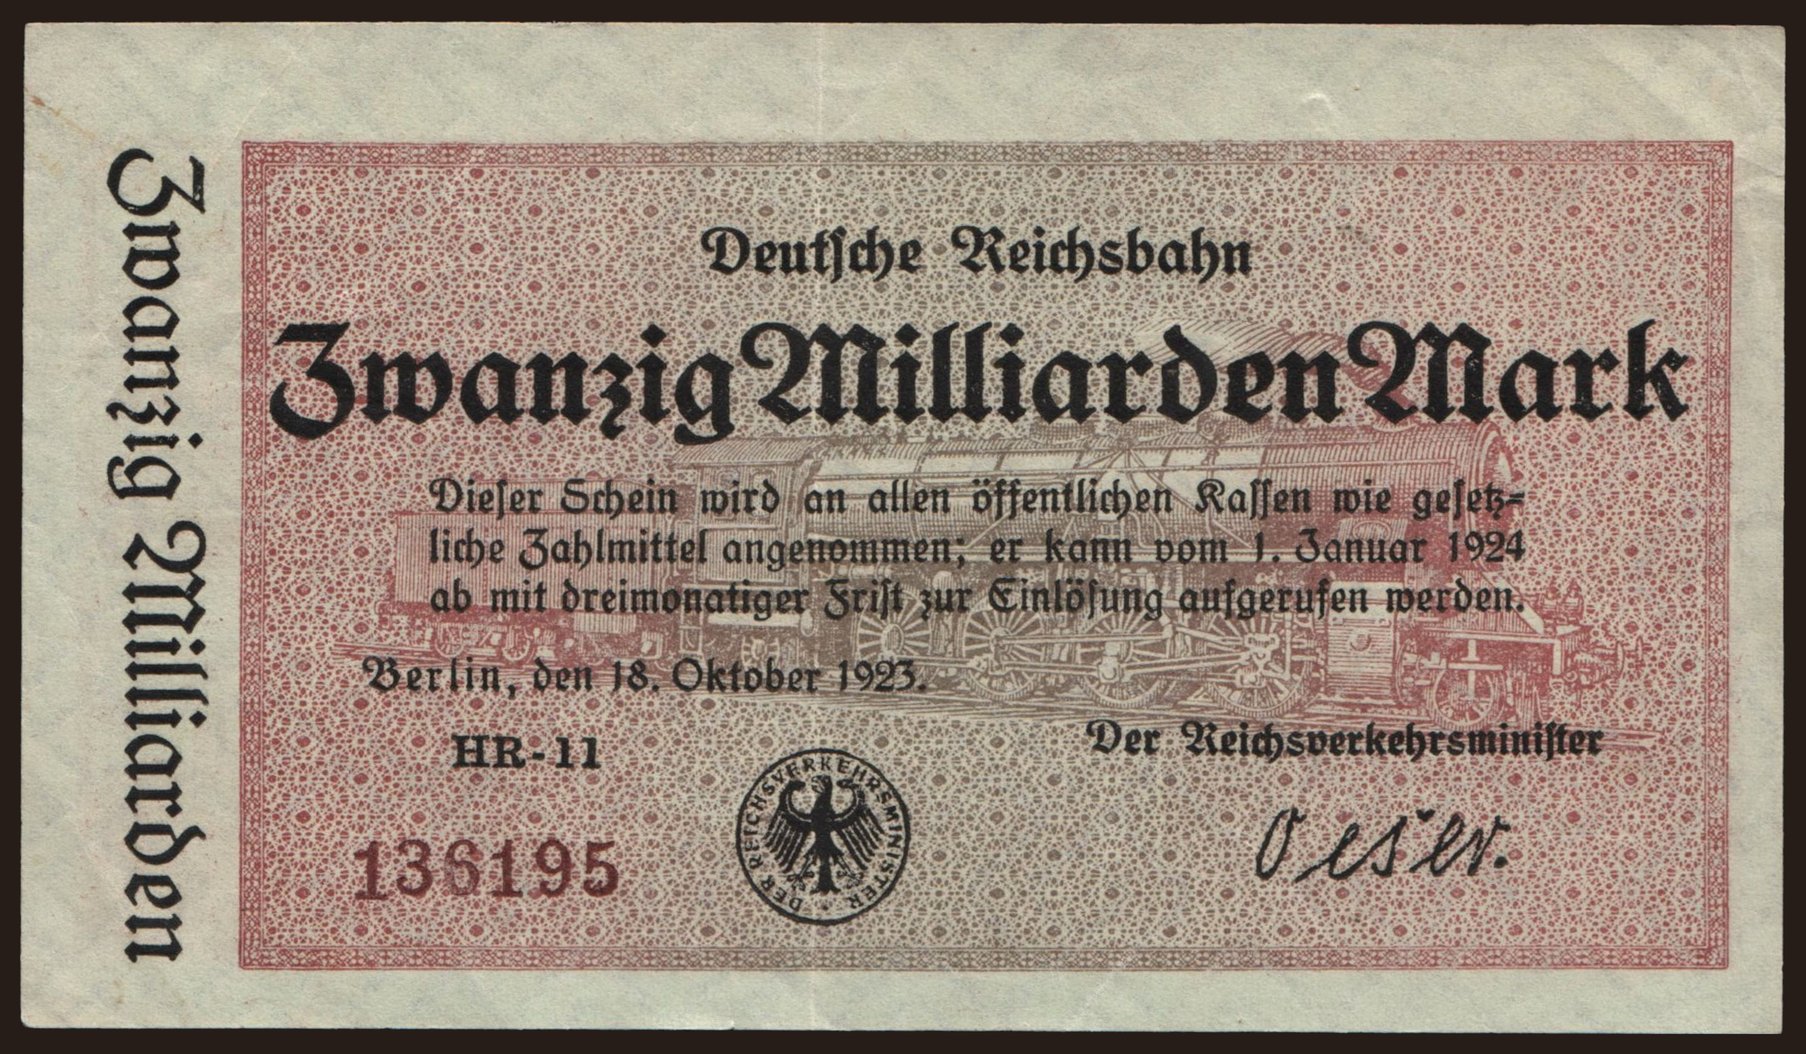 Zwanzig Milliarden
Deutsche Reichsbahn
Zwanzig Milliarden Mark
Dieser Schein wird an allen öffentlichen Kassen wie gesetz=
liche Zahlmittel angenommen; er kann vom 1. Januar 1924
ab mit dreimonatiger Frist zur Einlösung aufgerufen werden.
Berlin, den 18. Oktober 1923.
HR-11
Der Reichsverkehrsminister
136195
DER REICHSVERKEHRSMINISTER
Oeser.